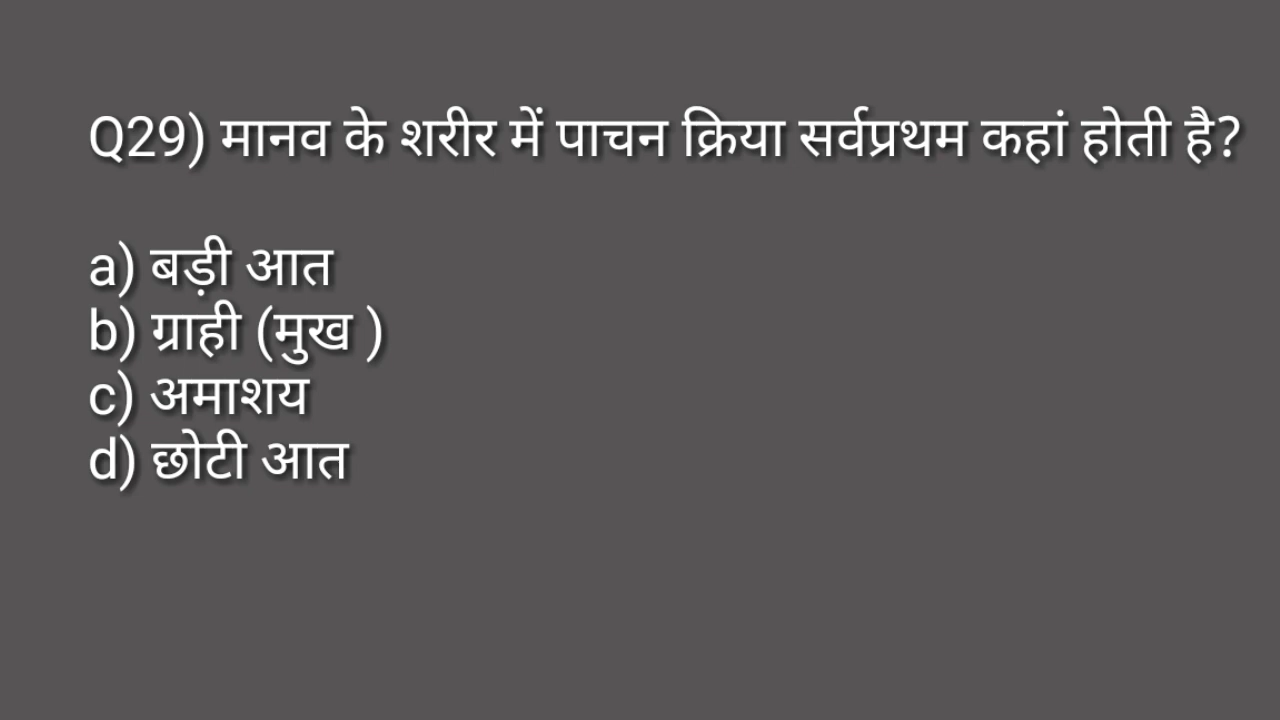 Q29) मानव के शरीर में पाचन क्रिया सर्वप्रथम कहां होती है?
a) बड़ी आत
b) ग्राही (मुख )
c) अमाशय
d) छोटी आत